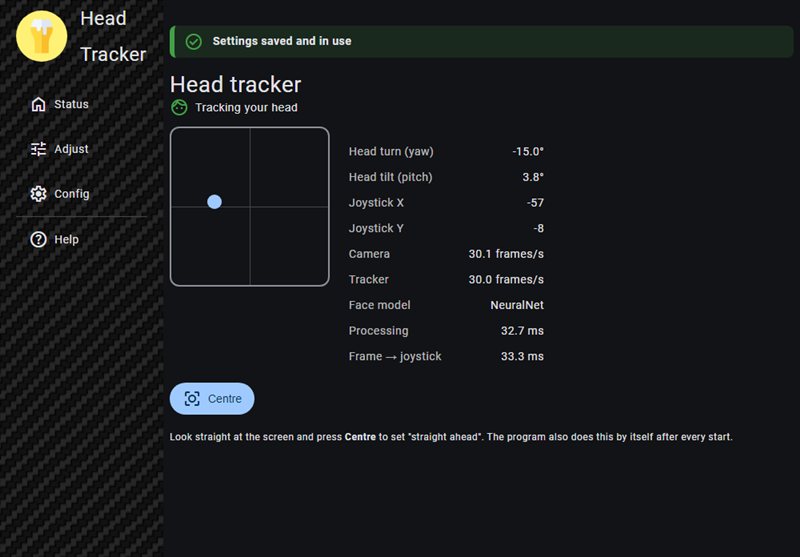 Head
Tracker
Status
Adjust
Config
Help
Settings saved and in use
Head tracker
Tracking your head
Head turn (yaw) -15.0°
Head tilt (pitch) 3.8°
Joystick X -57
Joystick Y -8
Camera 30.1 frames/s
Tracker 30.0 frames/s
Face model NeuralNet
Processing 32.7 ms
Frame → joystick 33.3 ms
Centre
Look straight at the screen and press Centre to set "straight ahead". The program also does this by itself after every start.